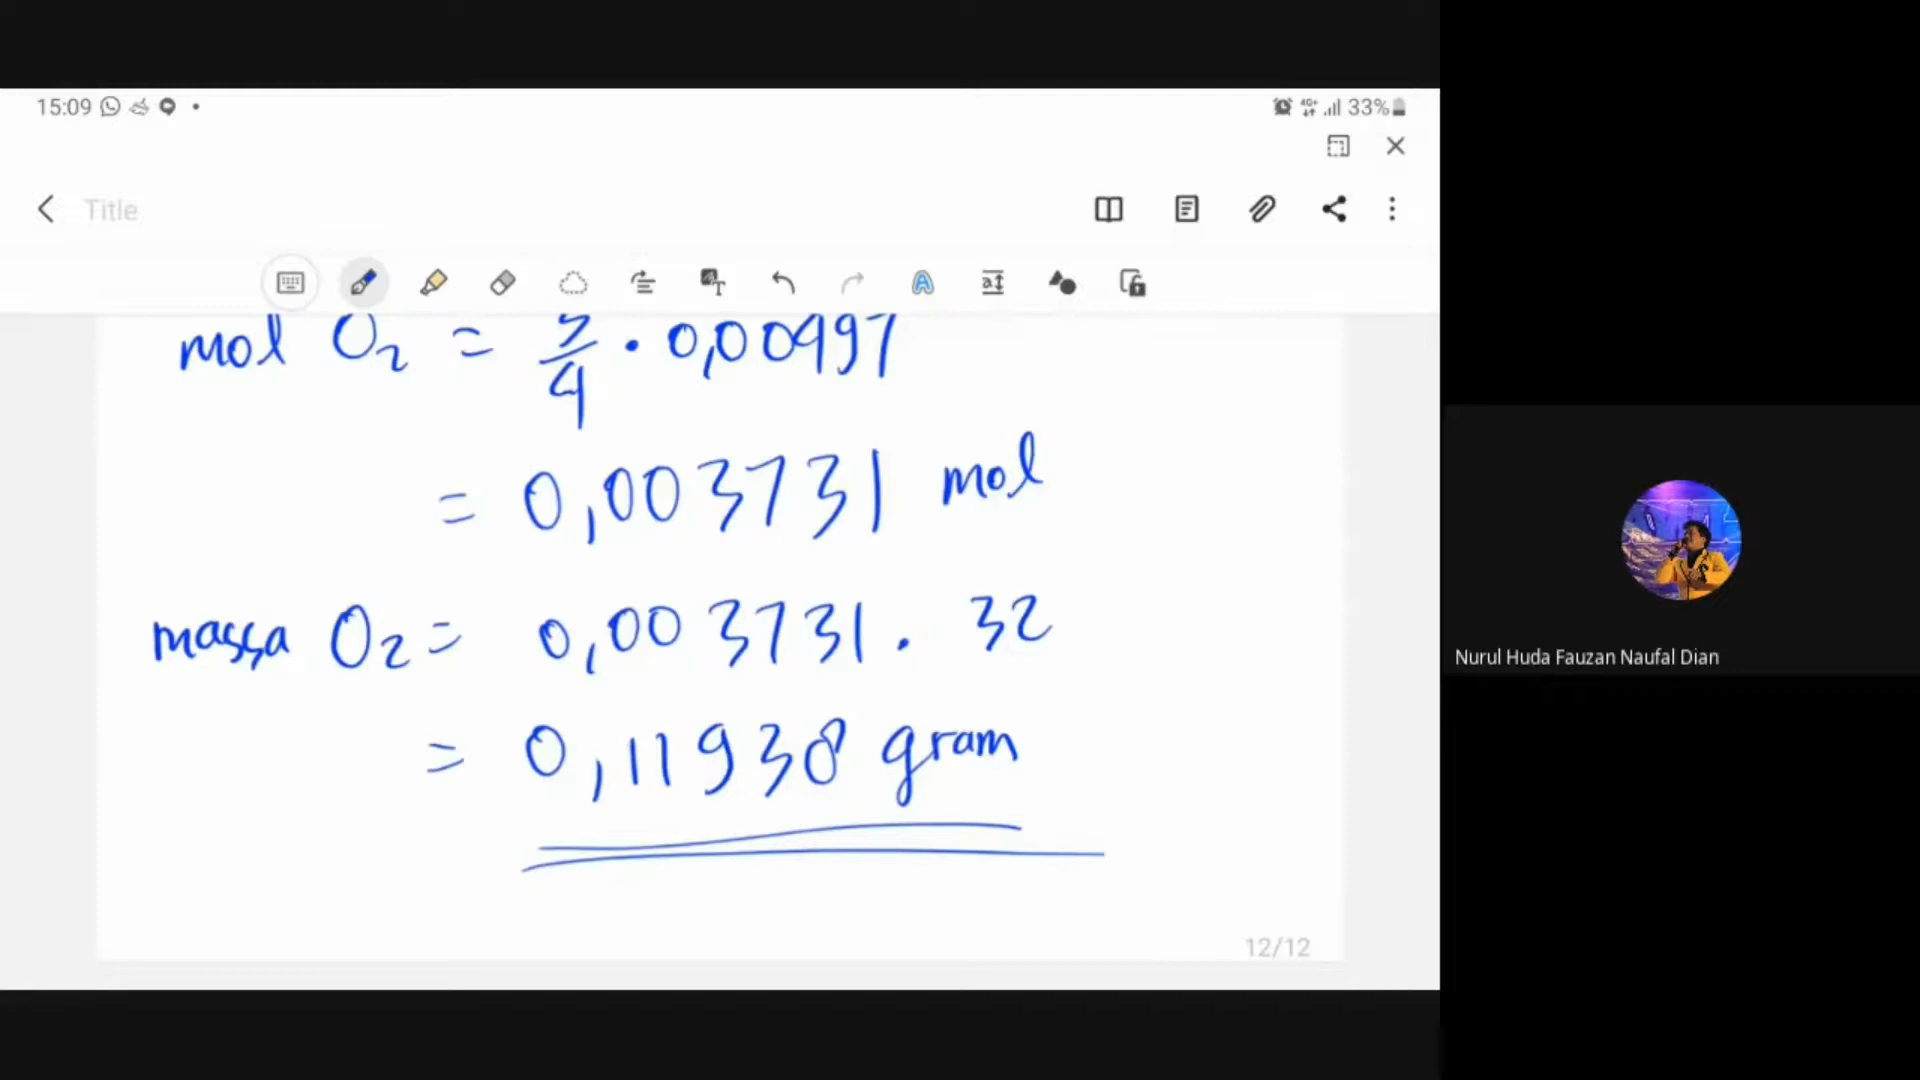 15:09
4G+ 33%
Title
mol O₂ = 3/4 · 0,00497
= 0,003731 mol
massa O₂ = 0,003731 . 32
= 0,11938 gram
12/12
Nurul Huda Fauzan Naufal Dian